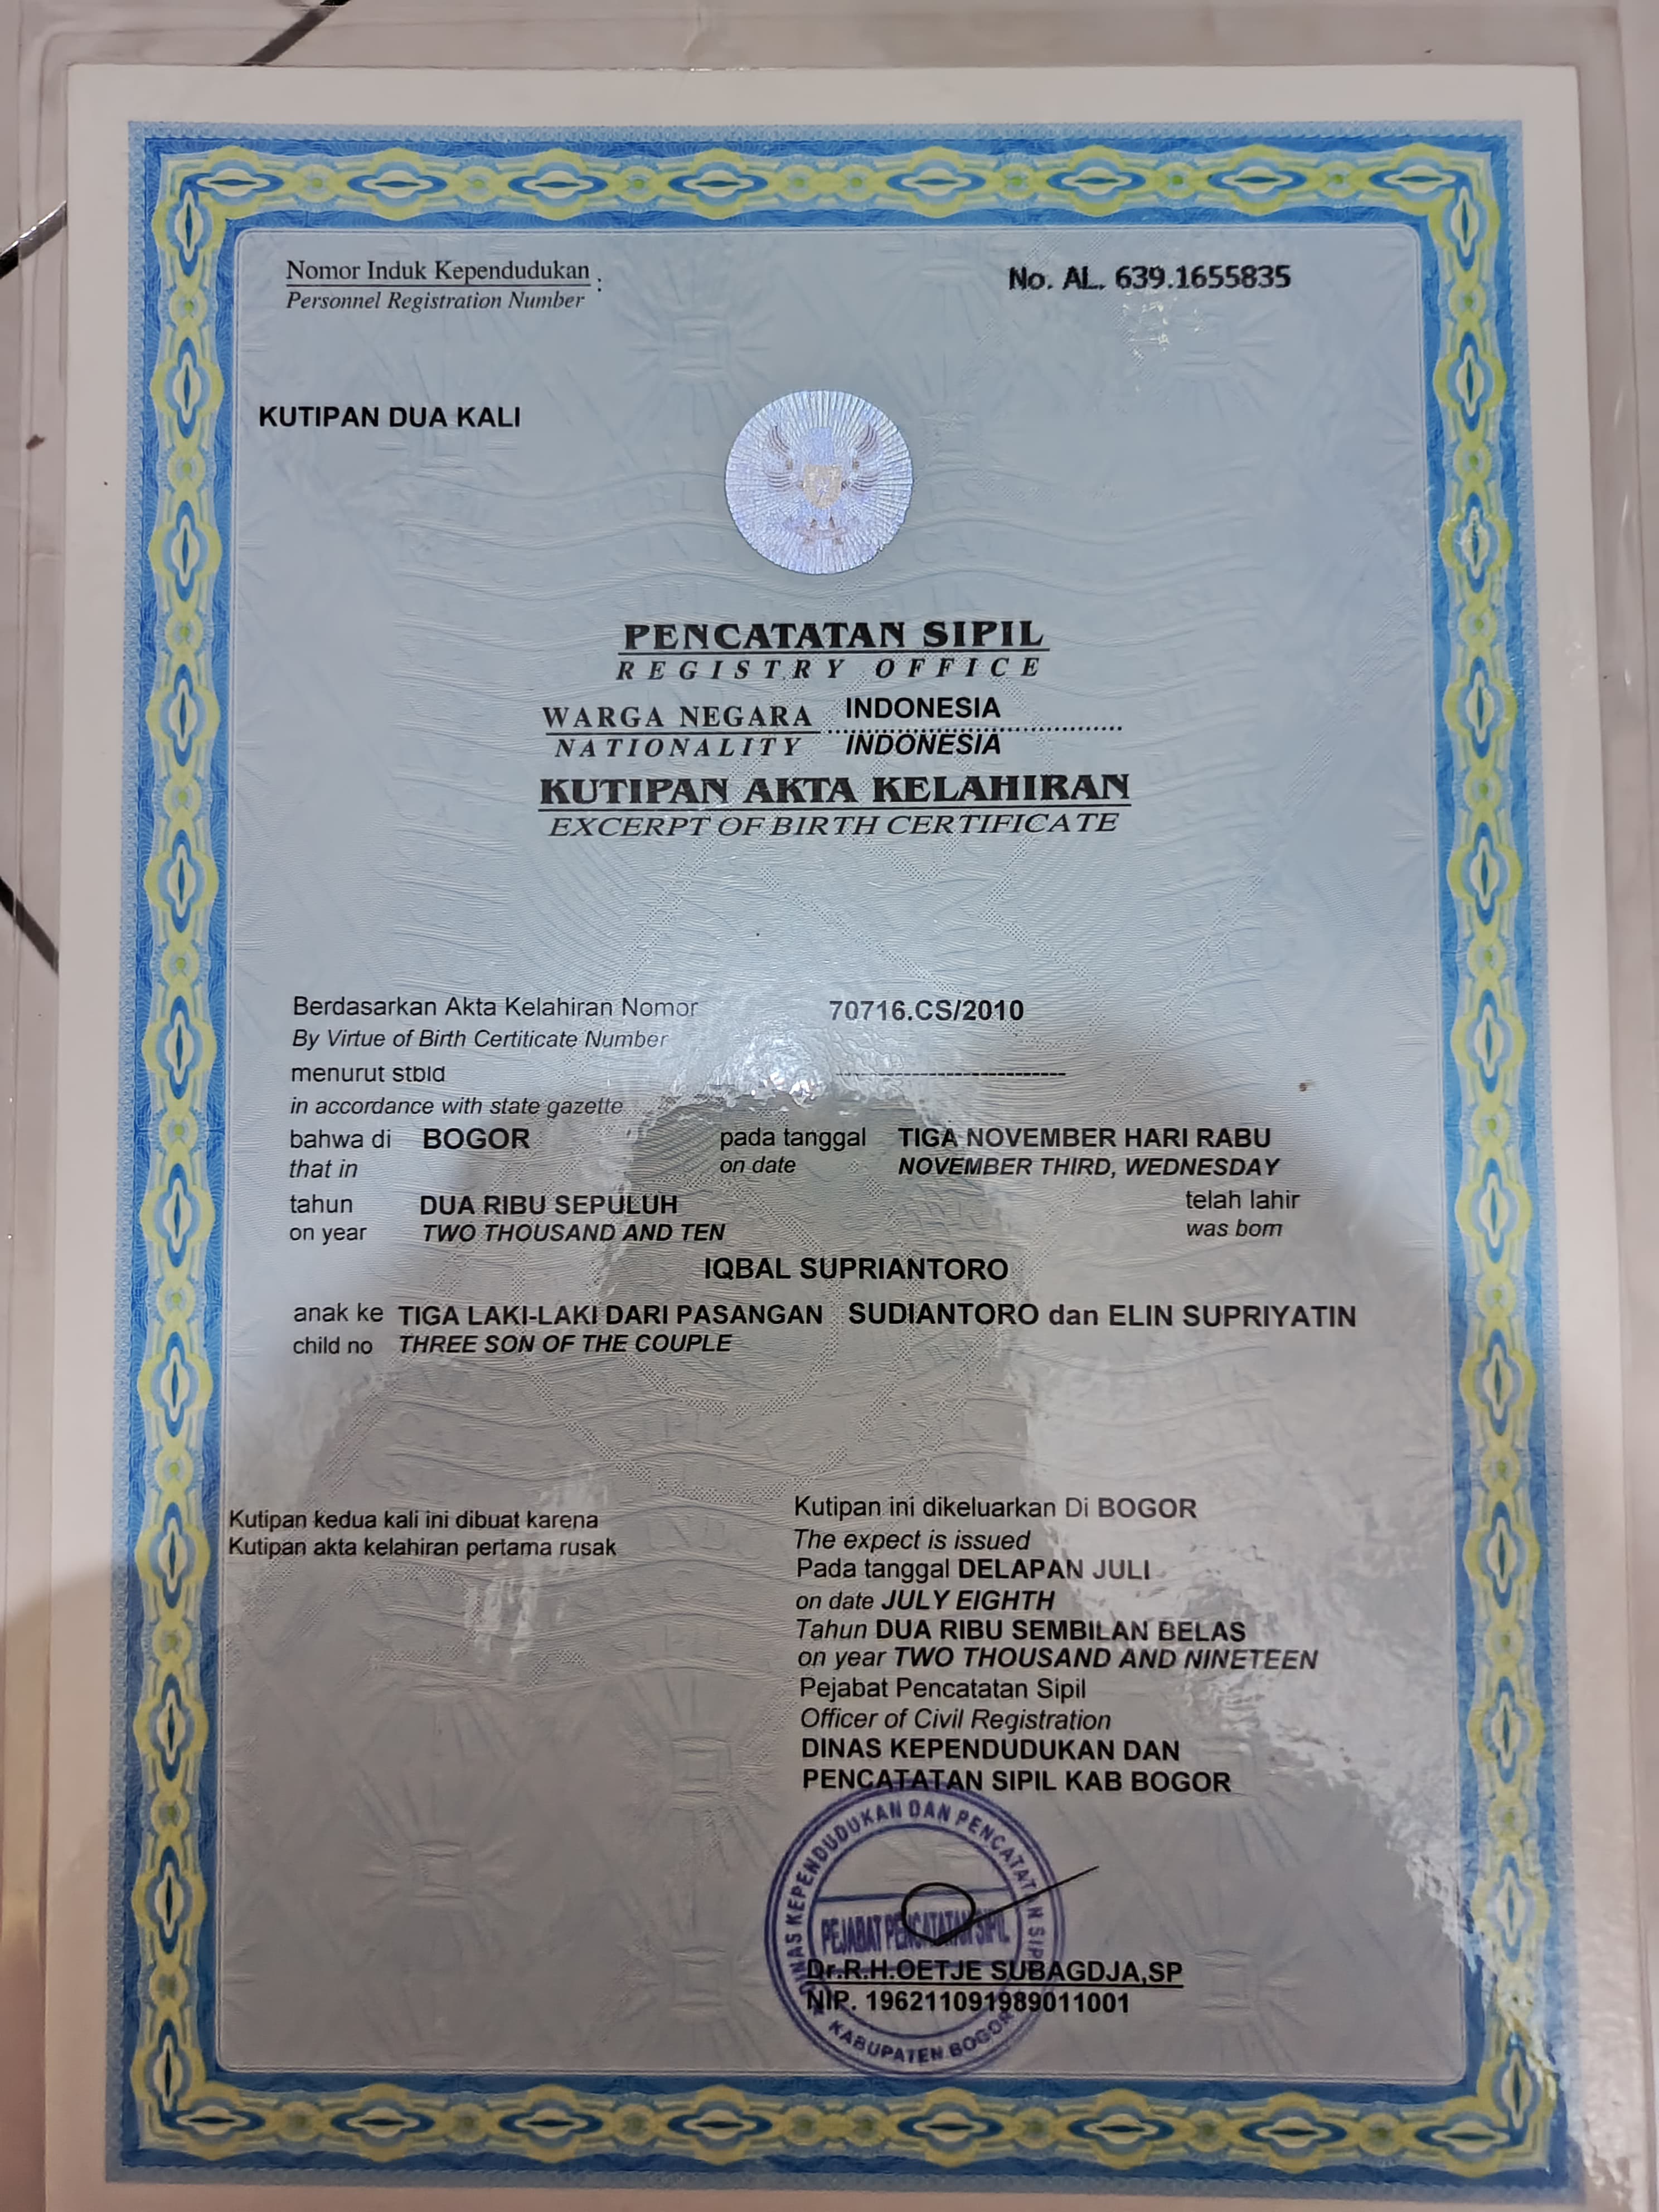 Nomor Induk Kependudukan :
Personnel Registration Number
No. AL. 639.1655835
KUTIPAN DUA KALI
PENCATATAN SIPIL
REGISTRY OFFICE
WARGA NEGARA INDONESIA
NATIONALITY INDONESIA
KUTIPAN AKTA KELAHIRAN
EXCERPT OF BIRTH CERTIFICATE
Berdasarkan Akta Kelahiran Nomor 70716.CS/2010
By Virtue of Birth Certiticate Number
menurut stbld ----------------------------
in accordance with state gazette
bahwa di BOGOR pada tanggal TIGA NOVEMBER HARI RABU
that in on date NOVEMBER THIRD, WEDNESDAY
tahun DUA RIBU SEPULUH telah lahir
on year TWO THOUSAND AND TEN was born
IQBAL SUPRIANTORO
anak ke TIGA LAKI-LAKI DARI PASANGAN SUDIANTORO dan ELIN SUPRIYATIN
child no THREE SON OF THE COUPLE
Kutipan kedua kali ini dibuat karena
Kutipan akta kelahiran pertama rusak
Kutipan ini dikeluarkan Di BOGOR
The expect is issued
Pada tanggal DELAPAN JULI
on date JULY EIGHTH
Tahun DUA RIBU SEMBILAN BELAS
on year TWO THOUSAND AND NINETEEN
Pejabat Pencatatan Sipil
Officer of Civil Registration
DINAS KEPENDUDUKAN DAN
PENCATATAN SIPIL KAB BOGOR
DINAS KEPENDUDUKAN DAN PENCATATAN SIPIL
PEJABAT PENCATATAN SIPIL
Dr.R.H.OETJE SUBAGDJA,SP
NIP. 196211091989011001
KABUPATEN BOGOR